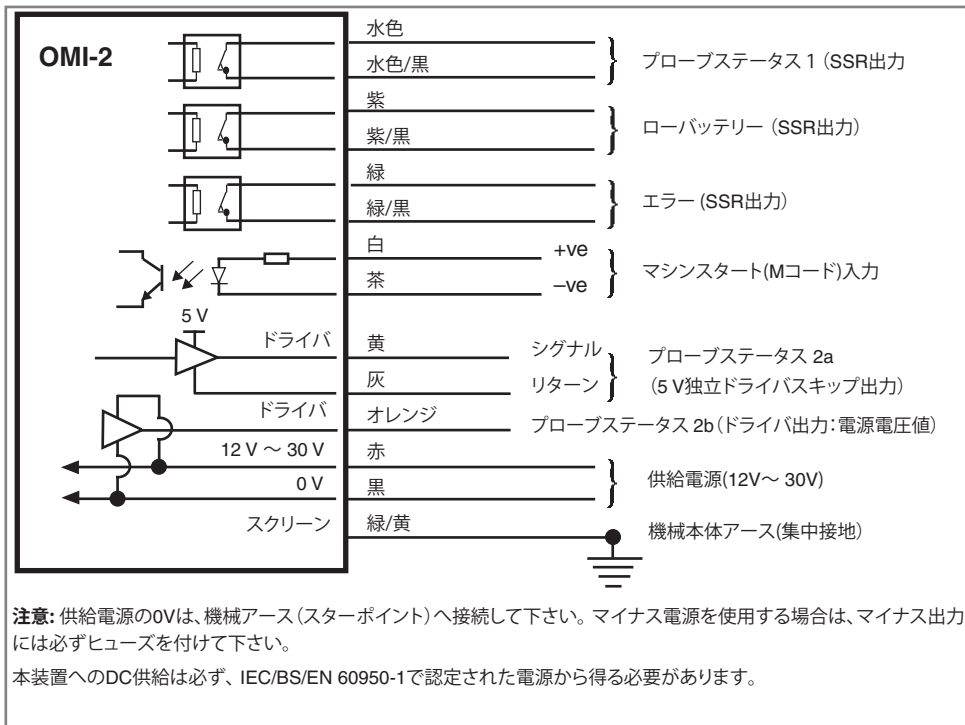 OMI-2
水色
水色/黒
プローブステータス 1（SSR出力
紫
紫/黒
ローバッテリー（SSR出力）
緑
緑/黒
エラー (SSR出力）
白
+ve
茶
–ve
マシンスタート(Mコード)入力
5 V
ドライバ
黄
シグナル
灰
リターン
プローブステータス 2a
（5 V独立ドライバスキップ出力）
ドライバ
オレンジ
プローブステータス 2b（ドライバ出力：電源電圧値）
12 V ～ 30 V
赤
0 V
黒
供給電源(12V～ 30V)
スクリーン
緑/黄
機械本体アース(集中接地）
注意: 供給電源の0Vは、機械アース（スターポイント）へ接続して下さい。マイナス電源を使用する場合は、マイナス出力
には必ずヒューズを付けて下さい。
本装置へのDC供給は必ず、IEC/BS/EN 60950-1で認定された電源から得る必要があります。